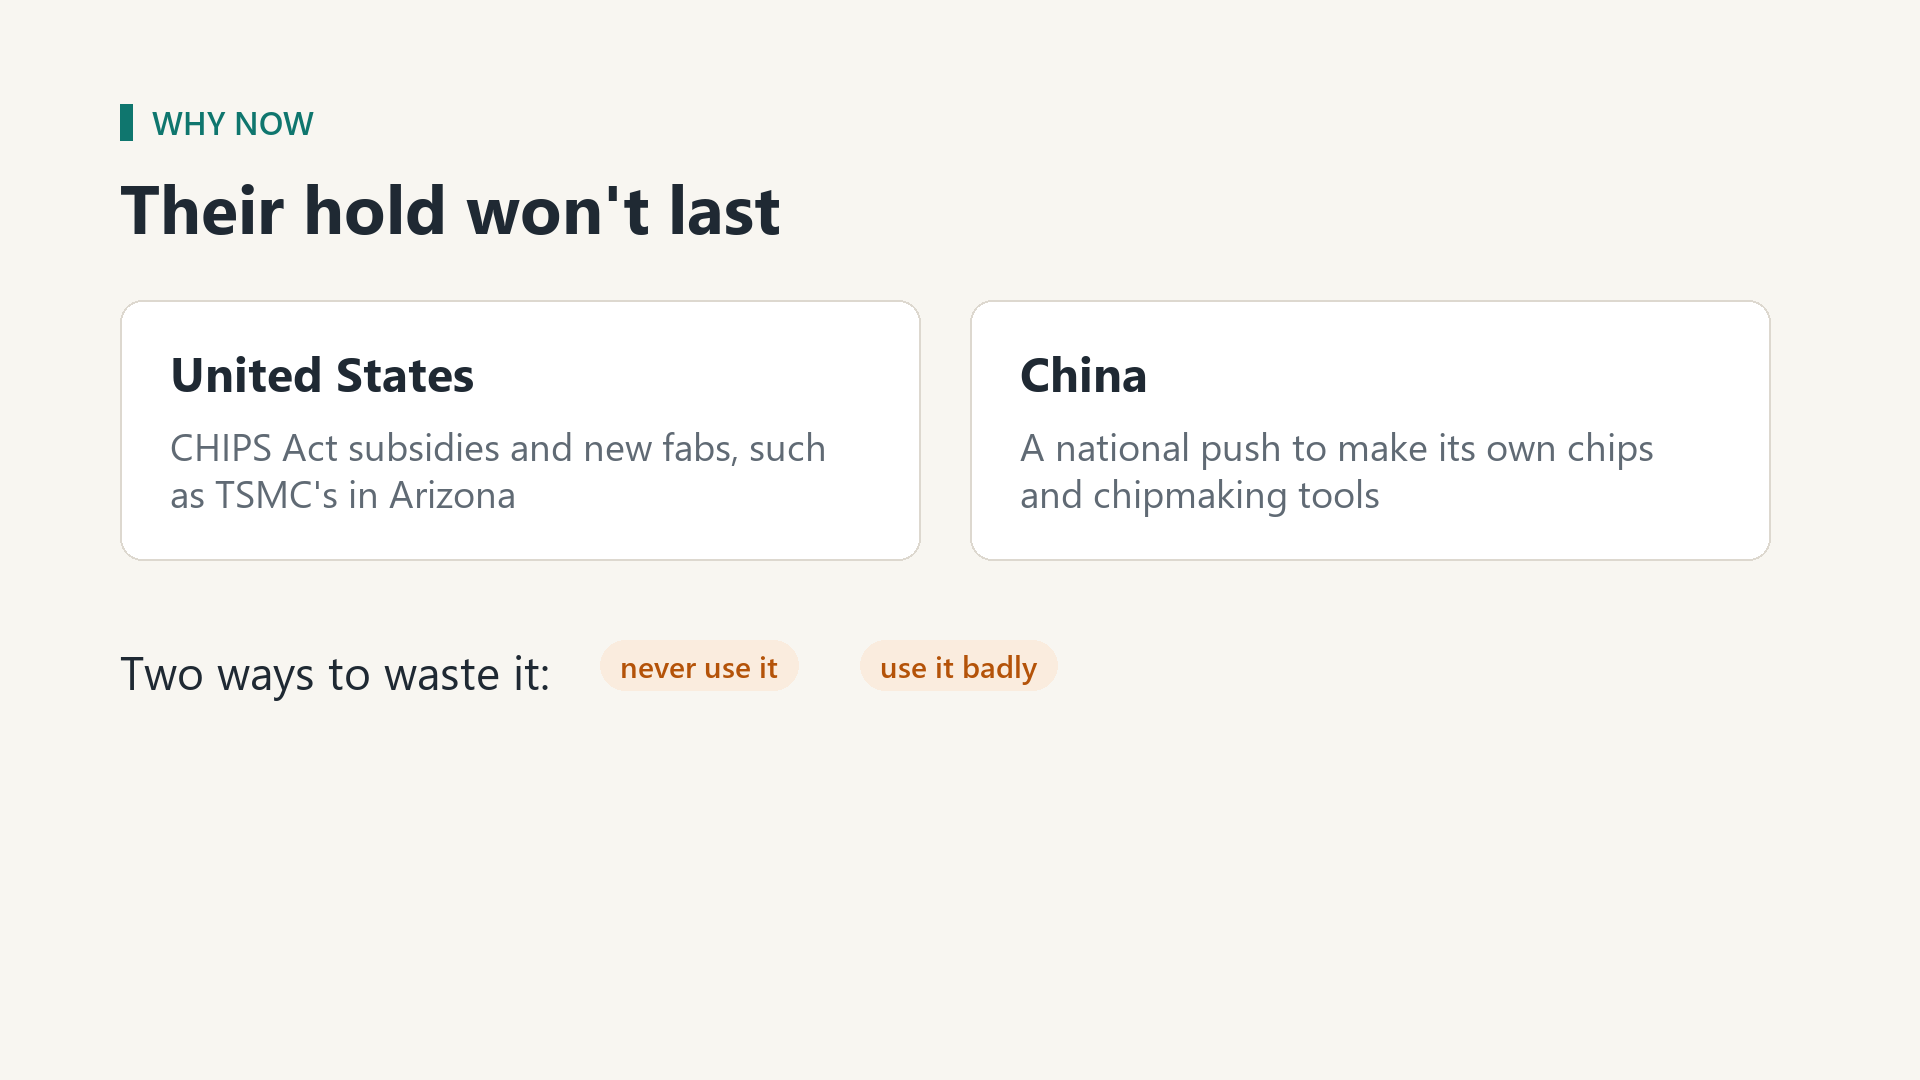 WHY NOW
Their hold won't last
United States
CHIPS Act subsidies and new fabs, such
as TSMC's in Arizona
China
A national push to make its own chips
and chipmaking tools
Two ways to waste it:
never use it
use it badly